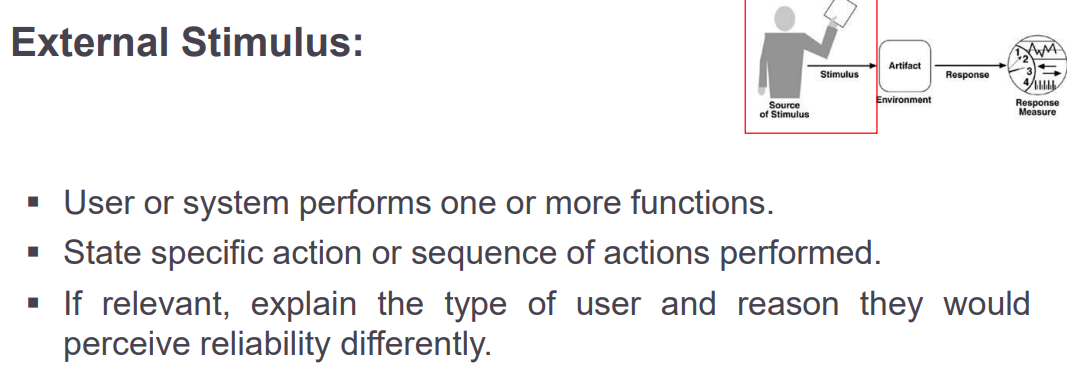 External Stimulus:
Stimulus
Source
of Stimulus
Artifact
Environment
Response
1
2
3
4
Response
Measure
▪ User or system performs one or more functions.
▪ State specific action or sequence of actions performed.
▪ If relevant, explain the type of user and reason they would
perceive reliability differently.